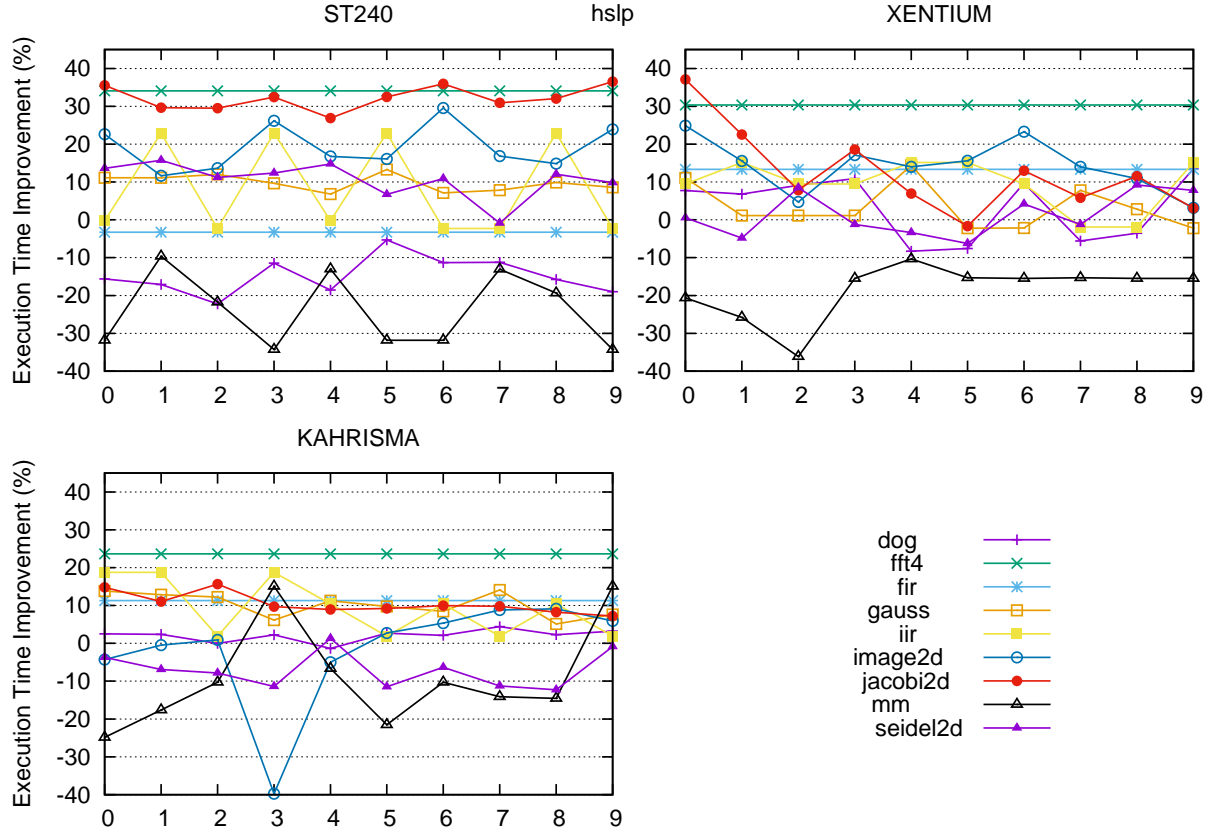 hslp
ST240
Execution Time Improvement (%)
40
30
20
10
0
-10
-20
-30
-40
0 1 2 3 4 5 6 7 8 9
XENTIUM
40
30
20
10
0
-10
-20
-30
-40
0 1 2 3 4 5 6 7 8 9
KAHRISMA
Execution Time Improvement (%)
40
30
20
10
0
-10
-20
-30
-40
0 1 2 3 4 5 6 7 8 9
dog
fft4
fir
gauss
iir
image2d
jacobi2d
mm
seidel2d